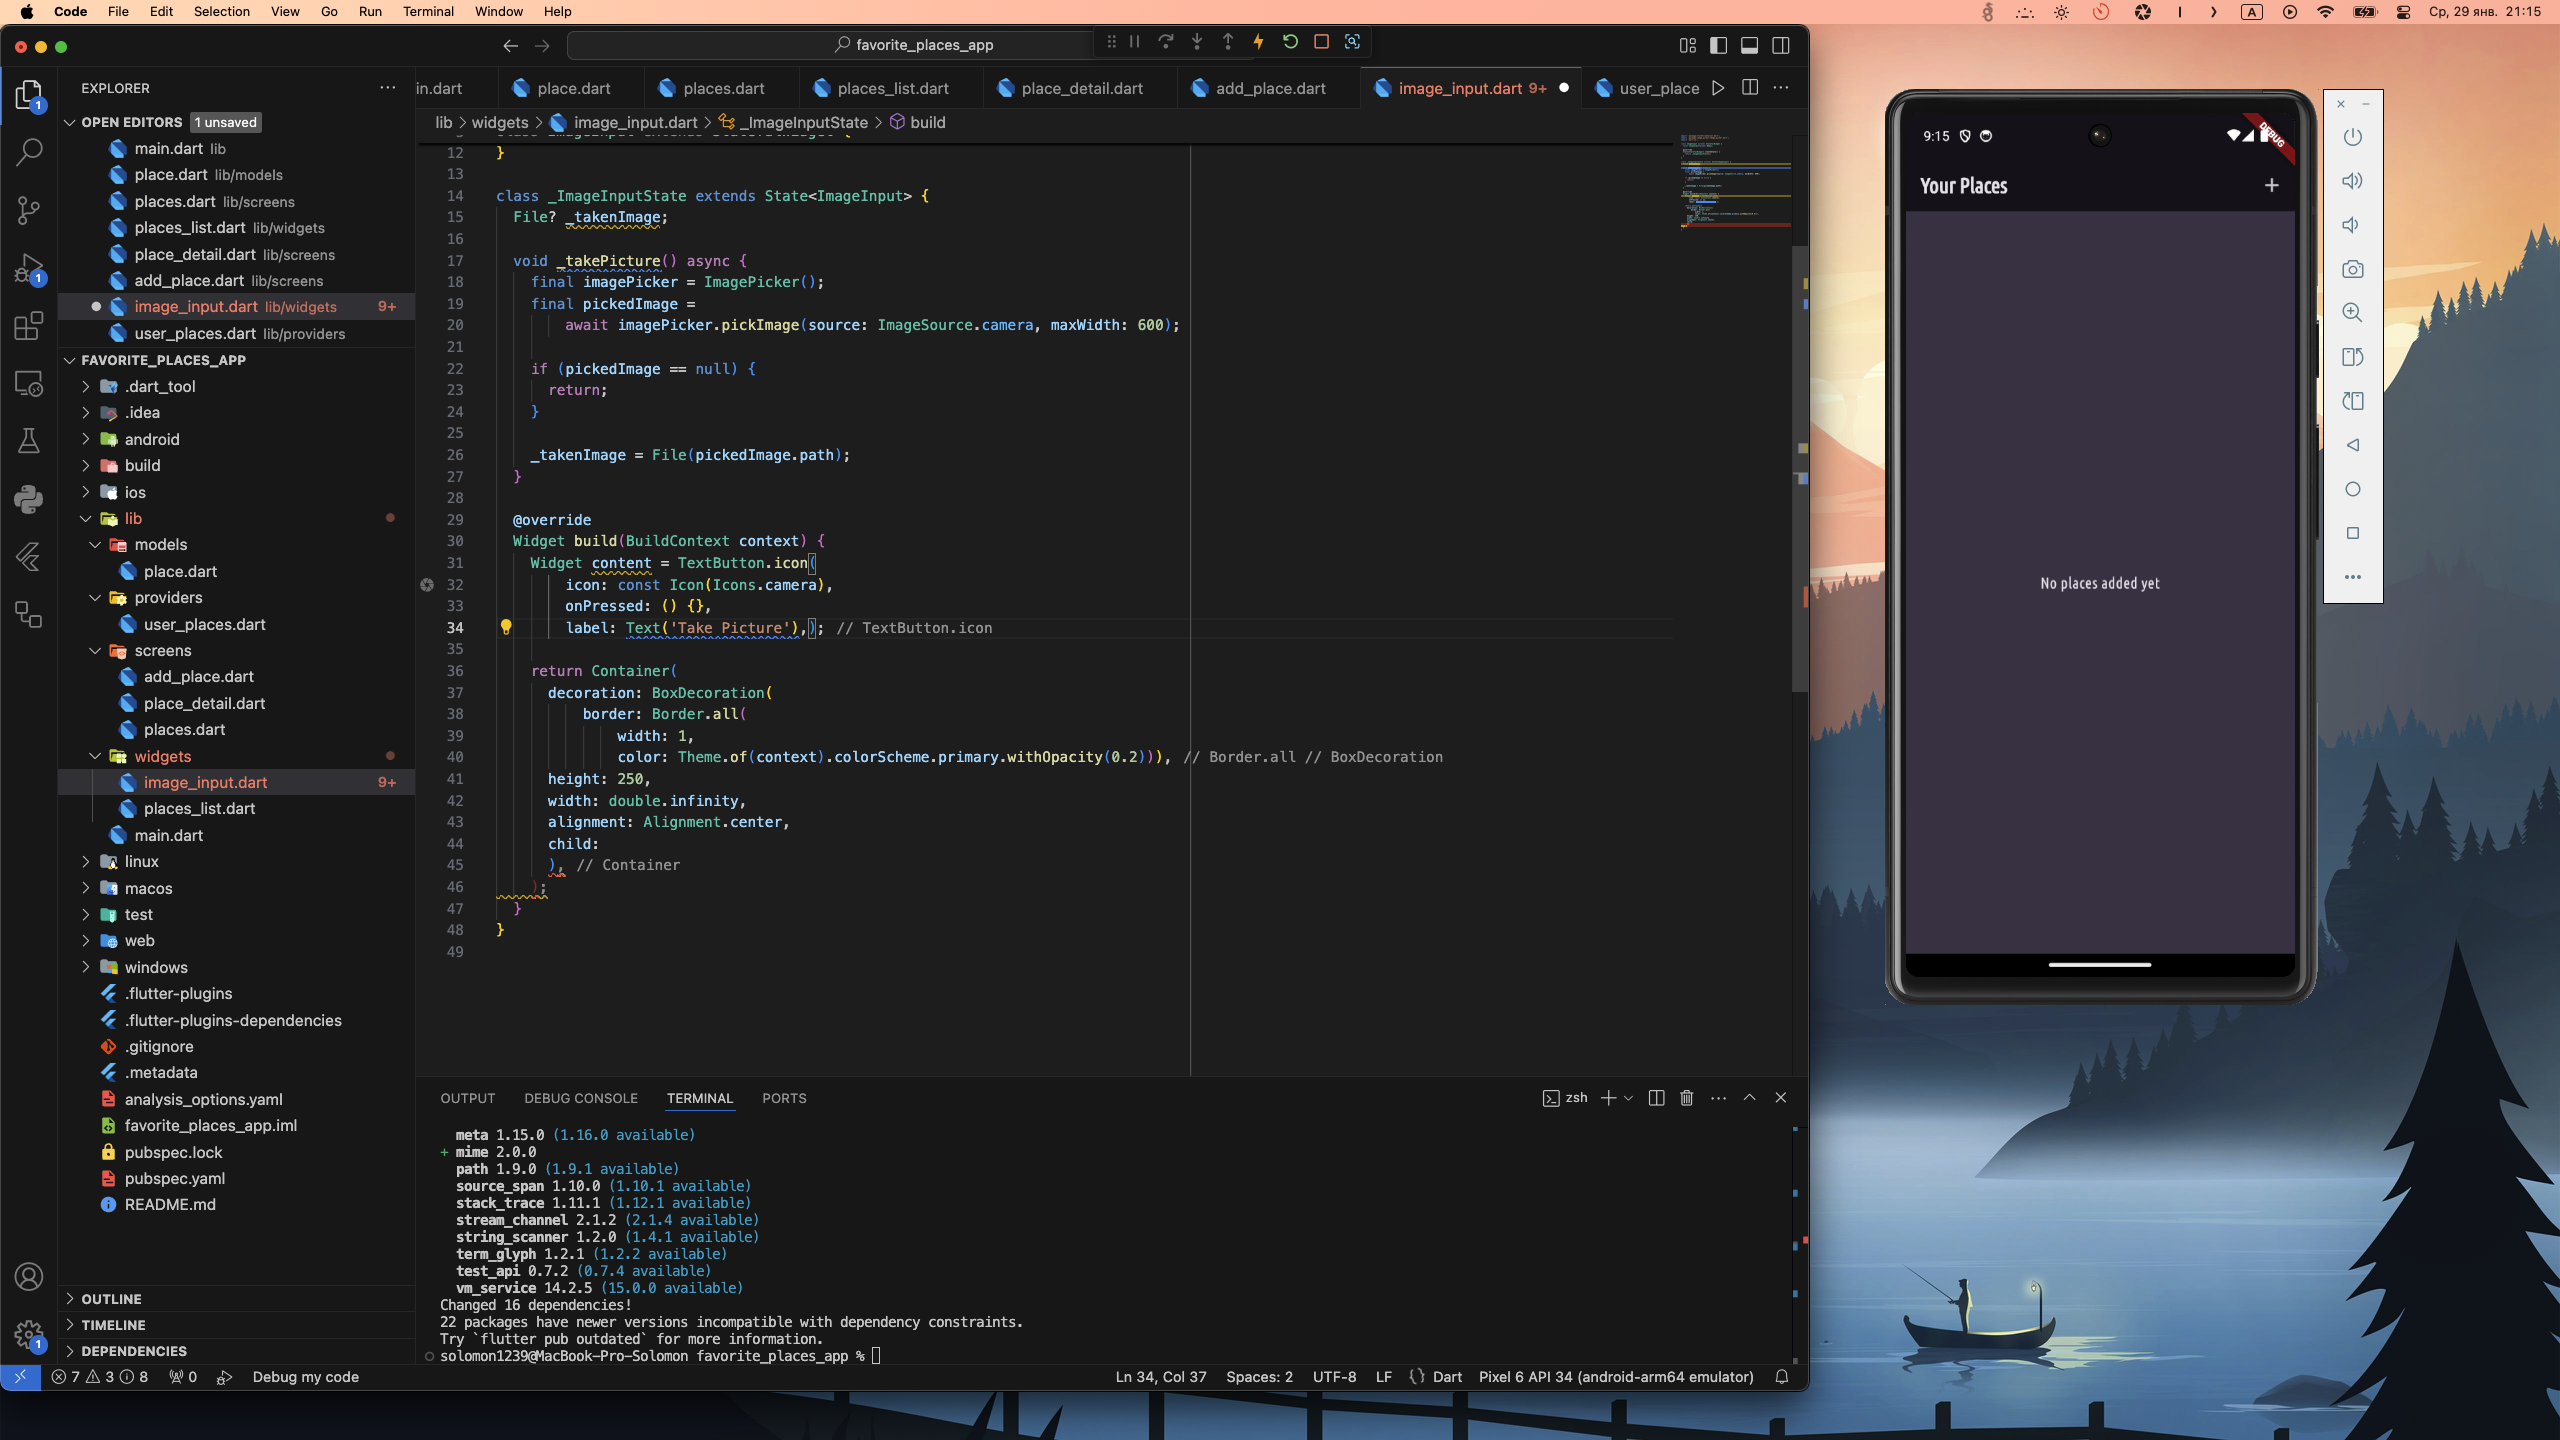 Code File Edit Selection View Go Run Terminal Window Help
A Ср, 29 янв. 21:15
favorite_places_app
EXPLORER
in.dart place.dart places.dart places_list.dart place_detail.dart add_place.dart image_input.dart 9+ user_place
lib > widgets > image_input.dart > _ImageInputState > build
OPEN EDITORS 1 unsaved
main.dart lib
place.dart lib/models
places.dart lib/screens
places_list.dart lib/widgets
place_detail.dart lib/screens
add_place.dart lib/screens
image_input.dart lib/widgets 9+
user_places.dart lib/providers
FAVORITE_PLACES_APP
.dart_tool
.idea
android
build
ios
lib
models
place.dart
providers
user_places.dart
screens
add_place.dart
place_detail.dart
places.dart
widgets
image_input.dart 9+
places_list.dart
main.dart
linux
macos
test
web
windows
.flutter-plugins
.flutter-plugins-dependencies
.gitignore
.metadata
analysis_options.yaml
favorite_places_app.iml
pubspec.lock
pubspec.yaml
README.md
OUTLINE
TIMELINE
DEPENDENCIES
1
1
1
12 }
13
14 class _ImageInputState extends State<ImageInput> {
15 File? _takenImage;
16
17 void _takePicture() async {
18 final imagePicker = ImagePicker();
19 final pickedImage =
20 await imagePicker.pickImage(source: ImageSource.camera, maxWidth: 600);
21
22 if (pickedImage == null) {
23 return;
24 }
25
26 _takenImage = File(pickedImage.path);
27 }
28
29 @override
30 Widget build(BuildContext context) {
31 Widget content = TextButton.icon(
32 icon: const Icon(Icons.camera),
33 onPressed: () {},
34 label: Text('Take Picture'),); // TextButton.icon
35
36 return Container(
37 decoration: BoxDecoration(
38 border: Border.all(
39 width: 1,
40 color: Theme.of(context).colorScheme.primary.withOpacity(0.2))), // Border.all // BoxDecoration
41 height: 250,
42 width: double.infinity,
43 alignment: Alignment.center,
44 child:
45 ), // Container
46 );
47 }
48 }
49
OUTPUT DEBUG CONSOLE TERMINAL PORTS zsh
meta 1.15.0 (1.16.0 available)
+ mime 2.0.0
path 1.9.0 (1.9.1 available)
source_span 1.10.0 (1.10.1 available)
stack_trace 1.11.1 (1.12.1 available)
stream_channel 2.1.2 (2.1.4 available)
string_scanner 1.2.0 (1.4.1 available)
term_glyph 1.2.1 (1.2.2 available)
test_api 0.7.2 (0.7.4 available)
vm_service 14.2.5 (15.0.0 available)
Changed 16 dependencies!
22 packages have newer versions incompatible with dependency constraints.
Try `flutter pub outdated` for more information.
solomon1239@MacBook-Pro-Solomon favorite_places_app %
7 3 8 0 Debug my code Ln 34, Col 37 Spaces: 2 UTF-8 LF {} Dart Pixel 6 API 34 (android-arm64 emulator)
9:15
DEBUG
Your Places +
No places added yet